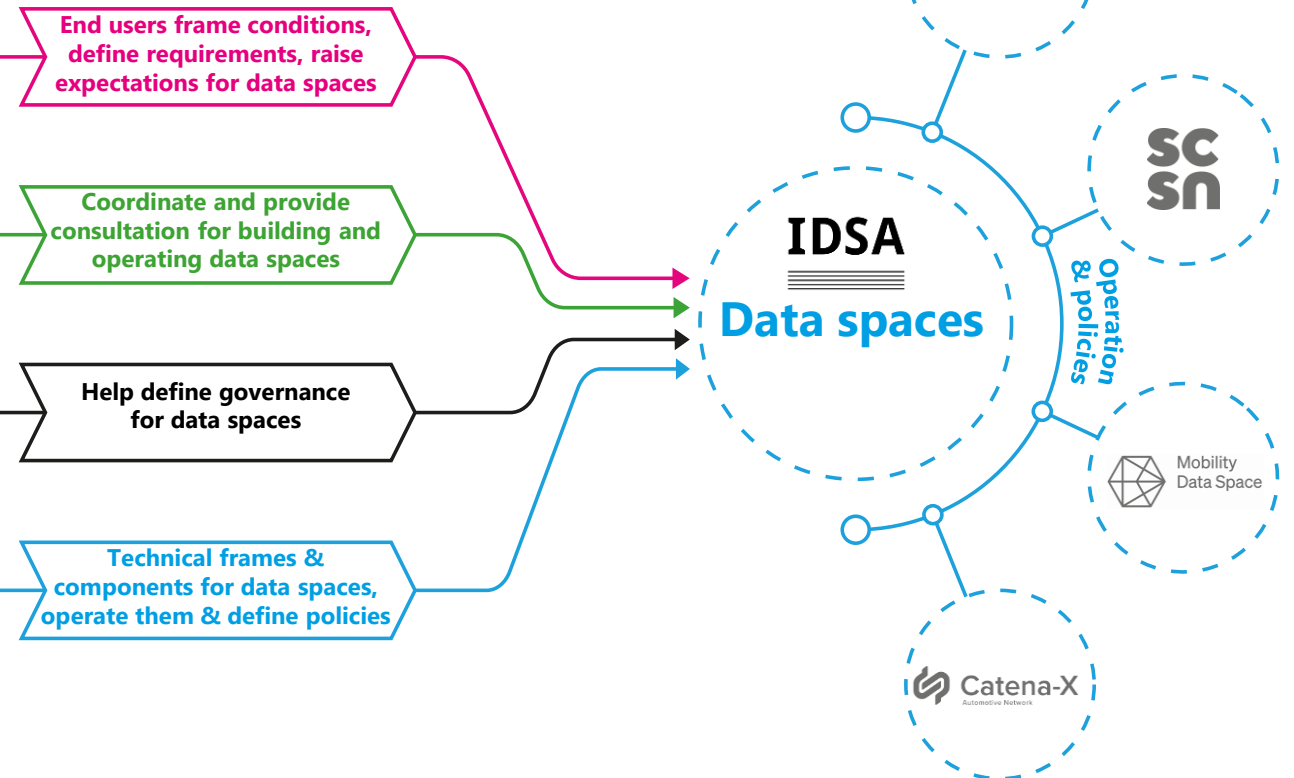 End users frame conditions,
define requirements, raise
expectations for data spaces
Coordinate and provide
consultation for building and
operating data spaces
Help define governance
for data spaces
Technical frames &
components for data spaces,
operate them & define policies
IDSA
Data spaces
Operation
& policies
sc
sn
Mobility
Data Space
Catena-X
Automotive Network